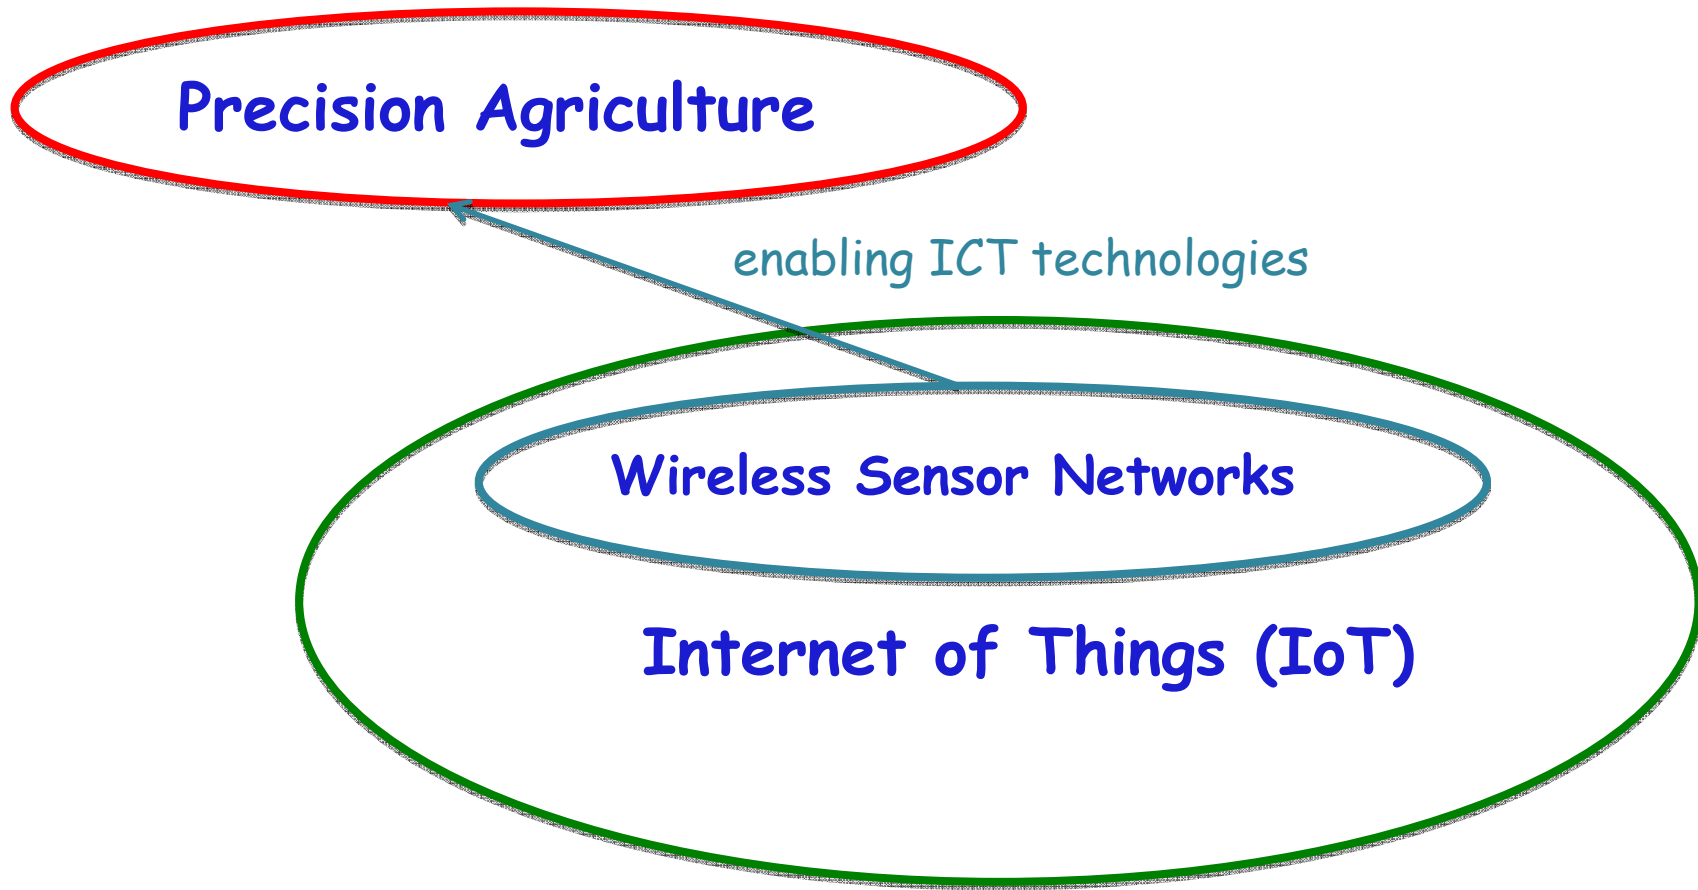 Precision Agriculture
enabling ICT technologies
Wireless Sensor Networks
Internet of Things (IoT)